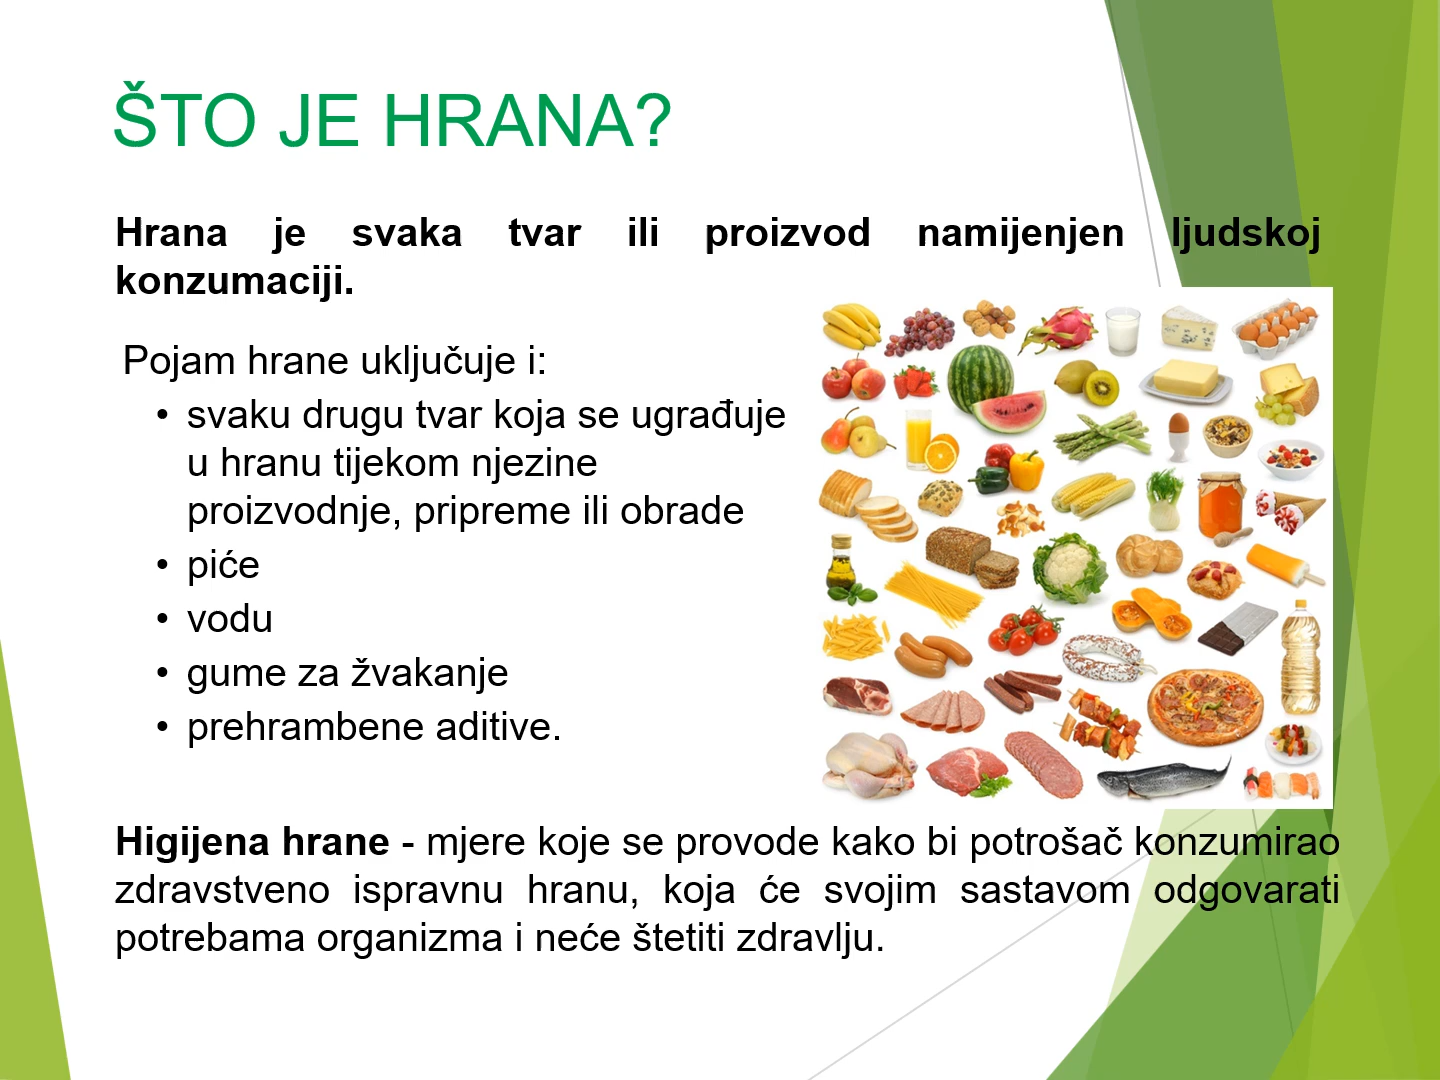 ŠTO JE HRANA?
Hrana je svaka tvar ili proizvod namijenjen ljudskoj
konzumaciji.
Pojam hrane uključuje i:
• svaku drugu tvar koja se ugrađuje
u hranu tijekom njezine
proizvodnje, pripreme ili obrade
• piće
• vodu
• gume za žvakanje
• prehrambene aditive.
Higijena hrane - mjere koje se provode kako bi potrošač konzumirao
zdravstveno ispravnu hranu, koja će svojim sastavom odgovarati
potrebama organizma i neće štetiti zdravlju.